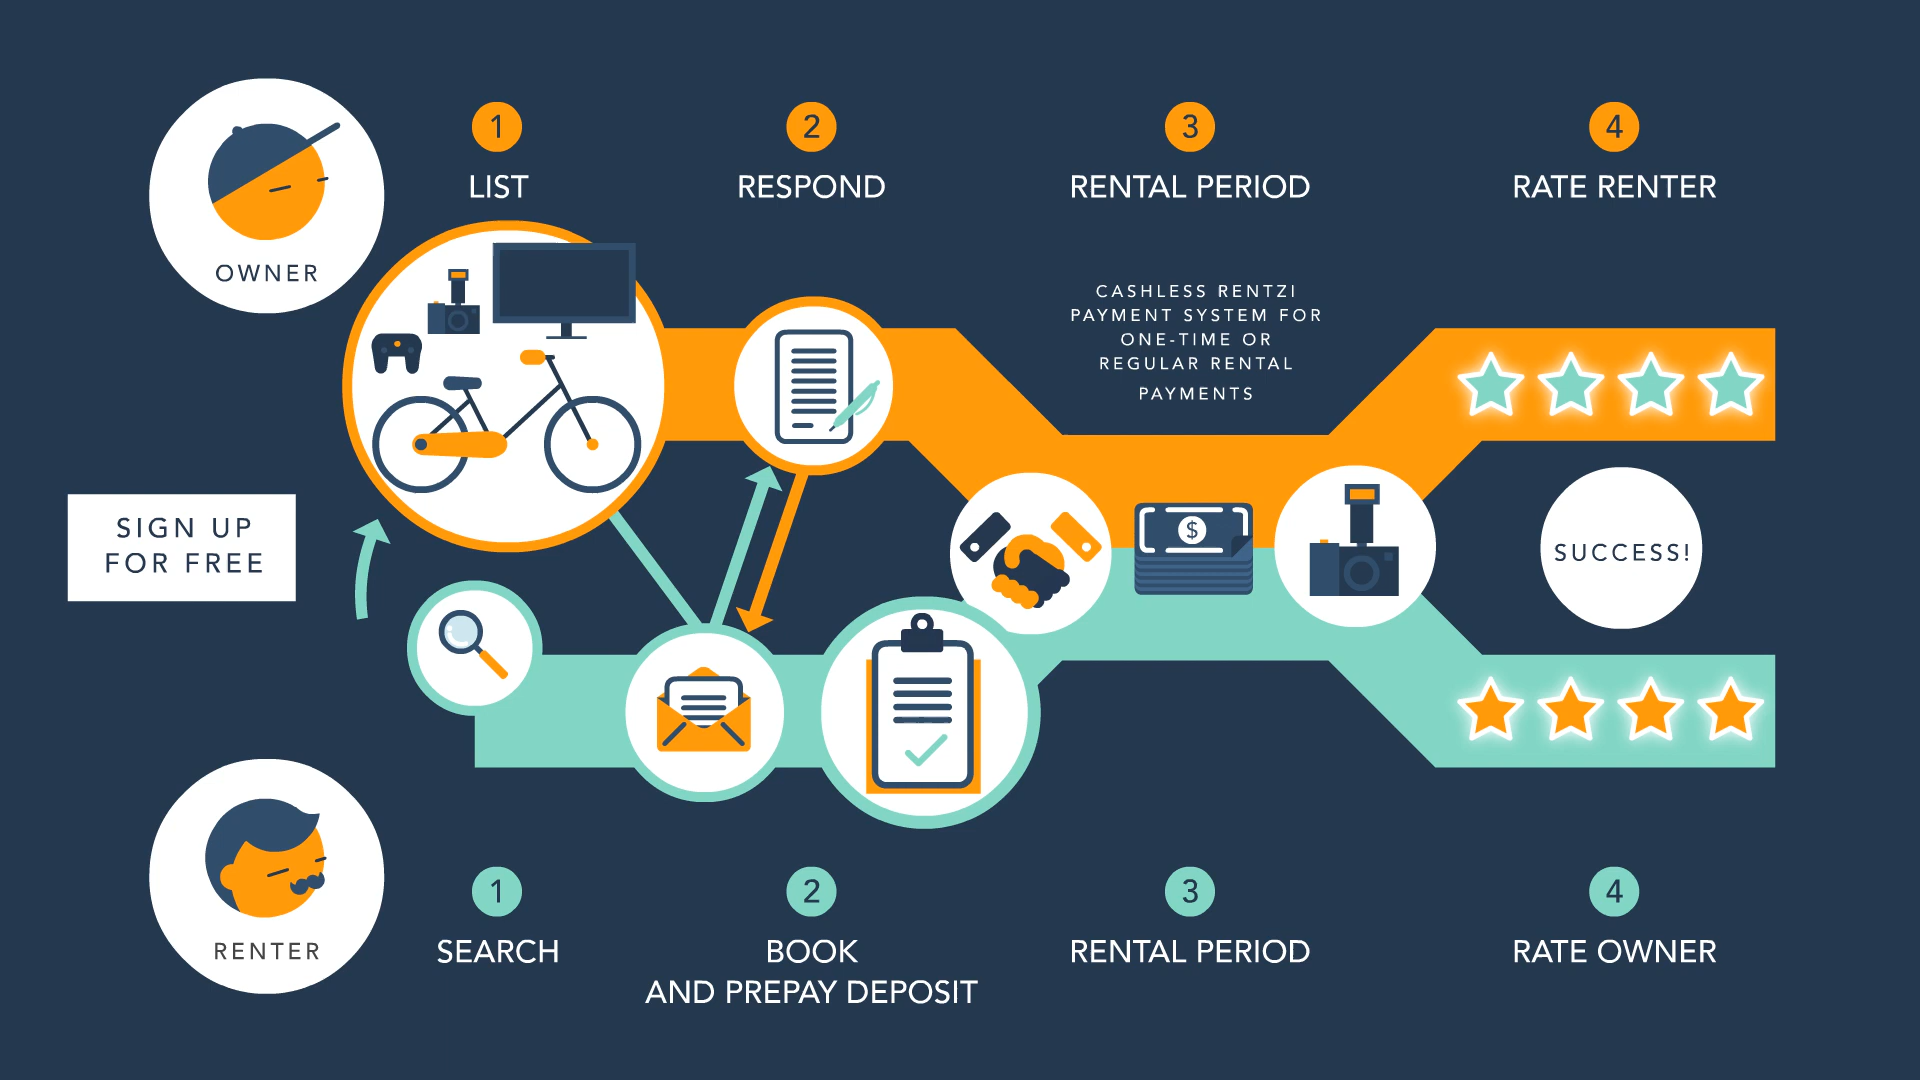 OWNER
1
LIST
2
RESPOND
3
RENTAL PERIOD
4
RATE RENTER
CASHLESS RENTZI
PAYMENT SYSTEM FOR
ONE-TIME OR
REGULAR RENTAL
PAYMENTS
SIGN UP
FOR FREE
$
SUCCESS!
RENTER
1
SEARCH
2
BOOK
AND PREPAY DEPOSIT
3
RENTAL PERIOD
4
RATE OWNER